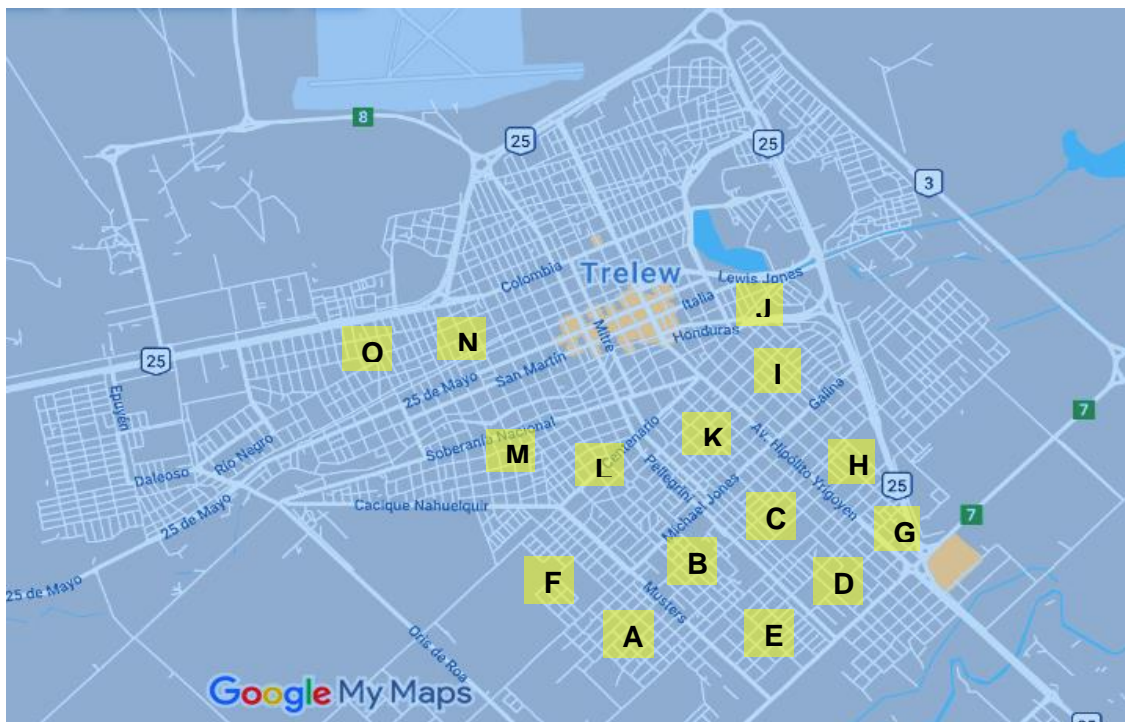 8
25
25
3
Trelew
Colombia
Lewis Jones
Italia
J
Mitre
Honduras
O
N
25
San Martín
I
25 de Mayo
Galina
Epuyén
7
Soberanía Nacional
Centenario
K
Av. Hipólito Yrigoyen
Río Negro
M
L
H
Daleoso
Pellegrini
25
Cacique Nahuelquir
Michael Jones
C
7
25 de Mayo
G
B
F
D
25 de Mayo
Musters
A
E
Oris de Roa
Google My Maps